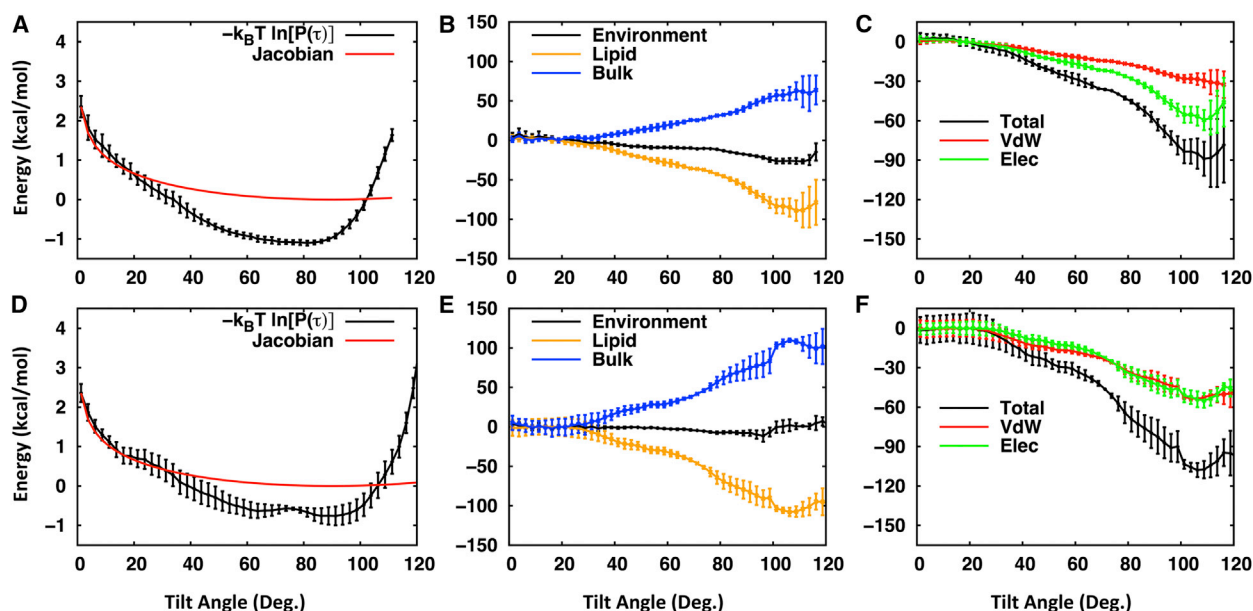 A
Energy (kcal/mol)
4
3
2
1
0
−1
−k_BT ln[P(τ)]
Jacobian
0 20 40 60 80 100 120
B
150
100
50
0
−50
−100
−150
Environment
Lipid
Bulk
0 20 40 60 80 100 120
C
0
−30
−60
−90
−120
−150
Total
VdW
Elec
0 20 40 60 80 100 120
D
Energy (kcal/mol)
4
3
2
1
0
−1
−k_BT ln[P(τ)]
Jacobian
0 20 40 60 80 100 120
Tilt Angle (Deg.)
E
150
100
50
0
−50
−100
−150
Environment
Lipid
Bulk
0 20 40 60 80 100 120
Tilt Angle (Deg.)
F
0
−30
−60
−90
−120
−150
Total
VdW
Elec
0 20 40 60 80 100 120
Tilt Angle (Deg.)